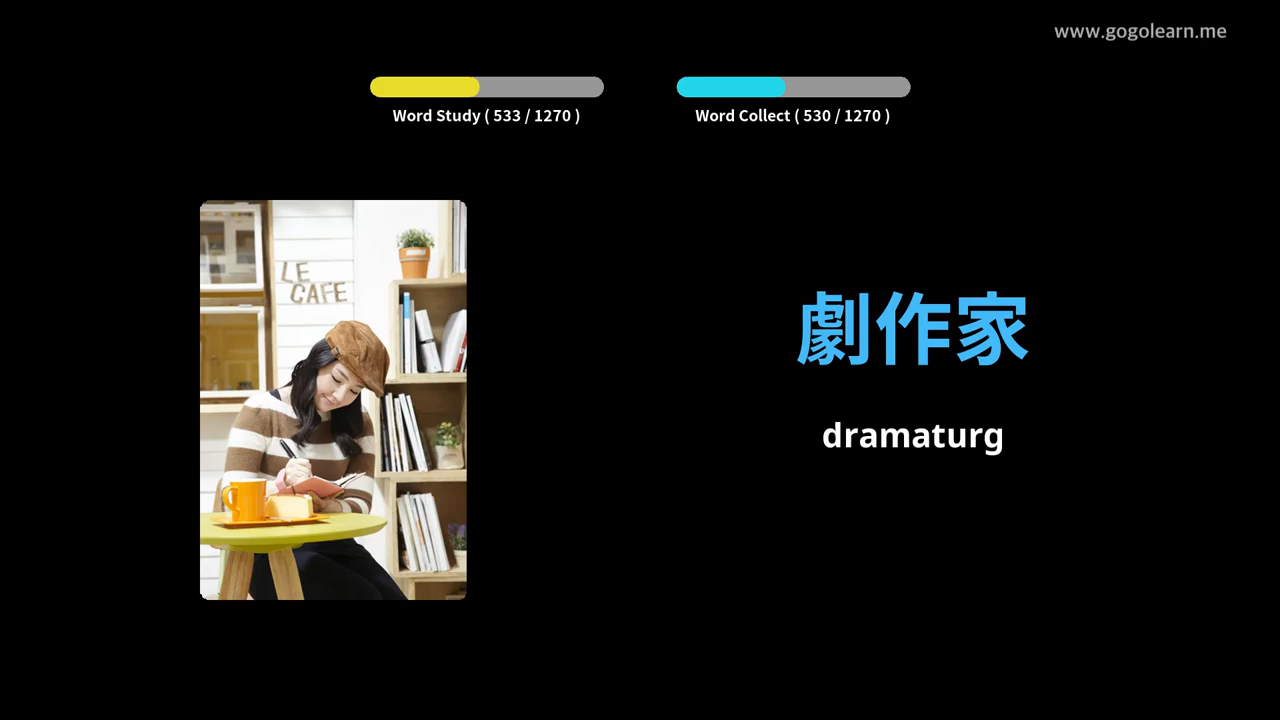 www.gogolearn.me
Word Study ( 533 / 1270 )
Word Collect ( 530 / 1270 )
LE
CAFE
劇作家
dramaturg